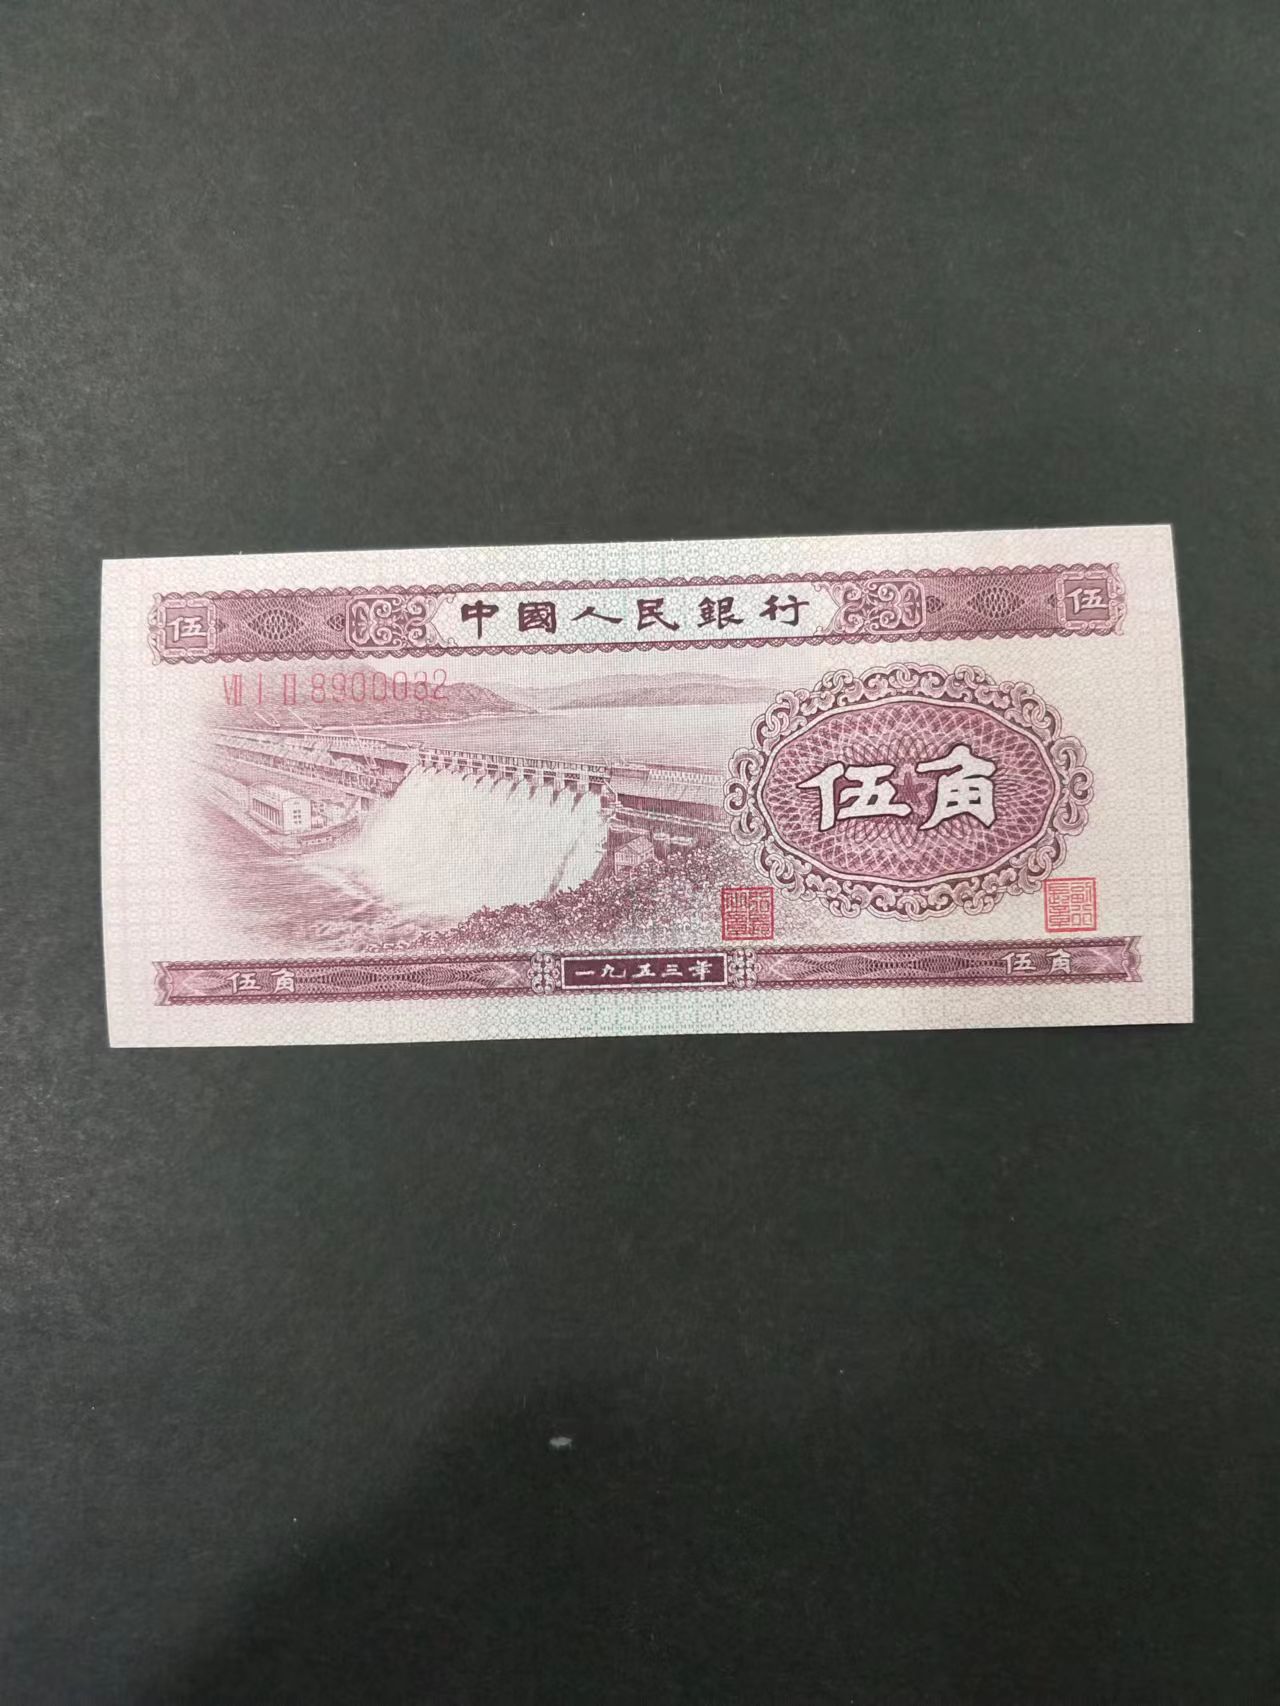 伍 中國人民銀行 伍
Ⅶ Ⅰ Ⅱ 8900032
伍角
伍角 一九五三年 伍角